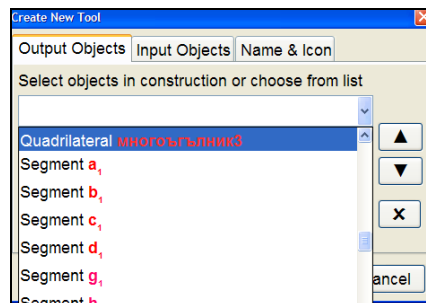 Create New Tool
Output Objects Input Objects Name & Icon
Select objects in construction or choose from list
Quadrilateral многоъгълник3
▲
Segment a₁
▼
Segment b₁
Segment c₁
x
Segment d₁
Segment g₁
ancel
Segment h